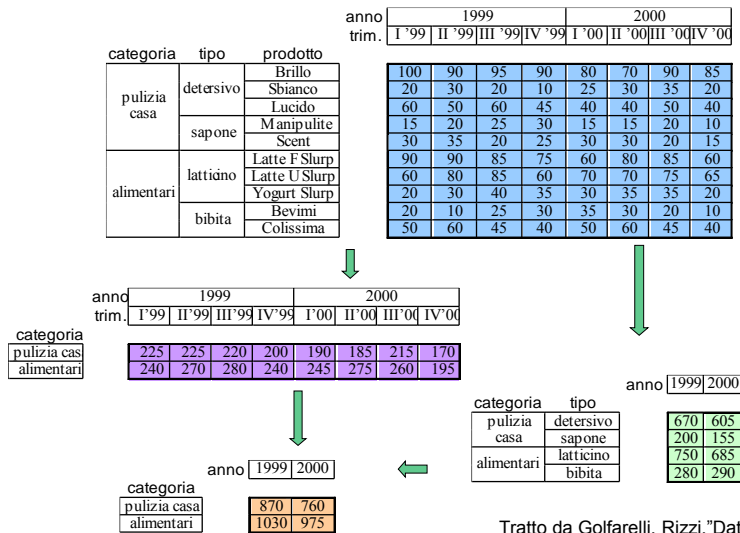 anno 1999 2000
trim. I '99 II '99 III '99 IV '99 I '00 II '00 III '00 IV '00
categoria tipo prodotto
pulizia casa detersivo Brillo 100 90 95 90 80 70 90 85
Sbianco 20 30 20 10 25 30 35 20
Lucido 60 50 60 45 40 40 50 40
sapone Manipulite 15 20 25 30 15 15 20 10
Scent 30 35 20 25 30 30 20 15
alimentari latticino Latte F Slurp 90 90 85 75 60 80 85 60
Latte U Slurp 60 80 85 60 70 70 75 65
Yogurt Slurp 20 30 40 35 30 35 35 20
bibita Bevimi 20 10 25 30 35 30 20 10
Colissima 50 60 45 40 50 60 45 40
anno 1999 2000
trim. I'99 II'99 III'99 IV'99 I'00 II'00 III'00 IV'00
categoria
pulizia cas 225 225 220 200 190 185 215 170
alimentari 240 270 280 240 245 275 260 195
anno 1999 2000
categoria tipo
pulizia casa detersivo 670 605
sapone 200 155
alimentari latticino 750 685
bibita 280 290
anno 1999 2000
categoria
pulizia casa 870 760
alimentari 1030 975
Tratto da Golfarelli, Rizzi,"Dat